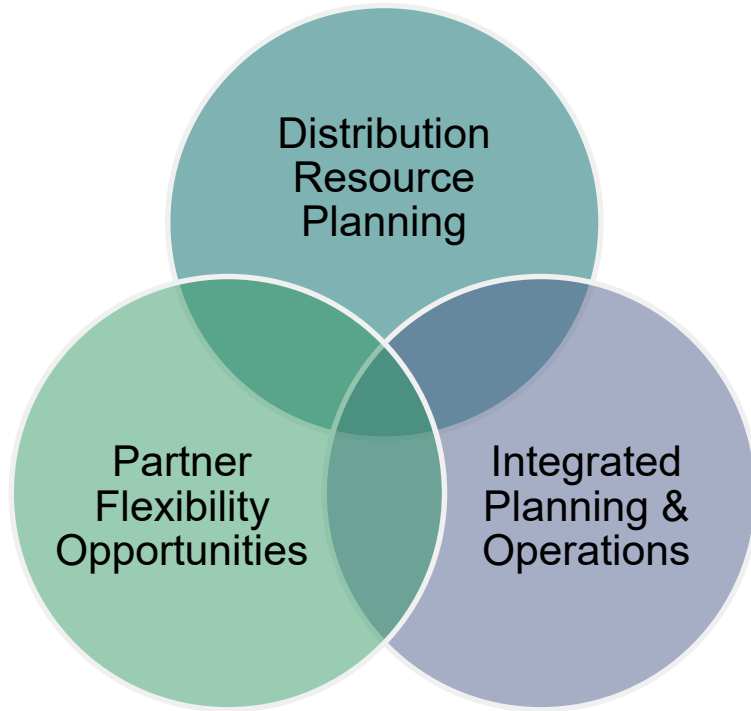 Distribution
Resource
Planning
Partner
Flexibility
Opportunities
Integrated
Planning &
Operations